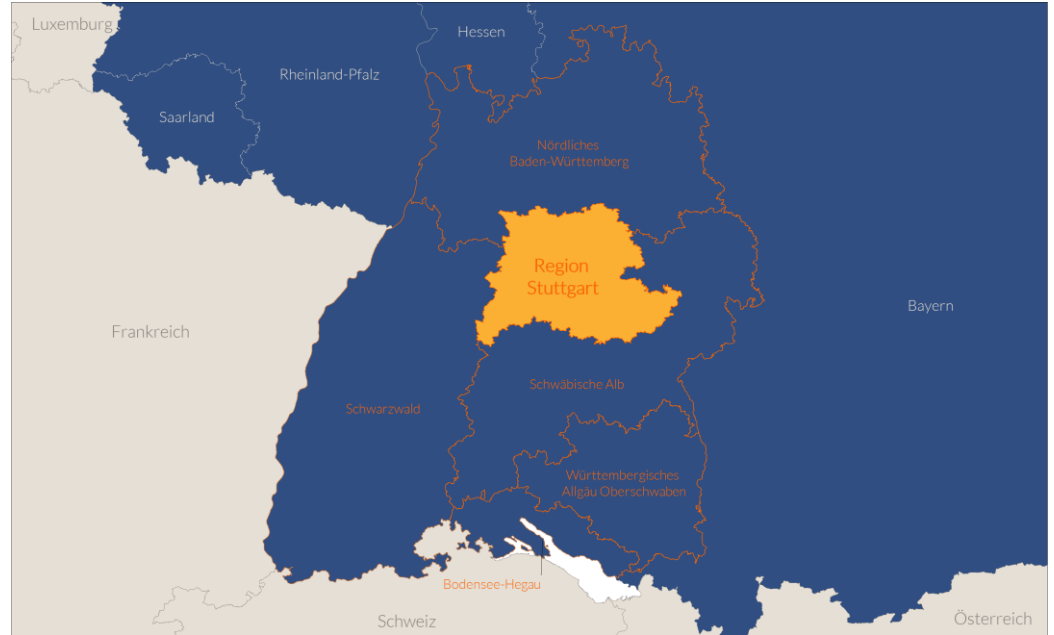 Luxemburg
Hessen
Rheinland-Pfalz
Saarland
Nördliches
Baden-Württemberg
Region
Stuttgart
Bayern
Frankreich
Schwäbische Alb
Schwarzwald
Württembergisches
Allgäu Oberschwaben
Bodensee-Hegau
Schweiz
Österreich